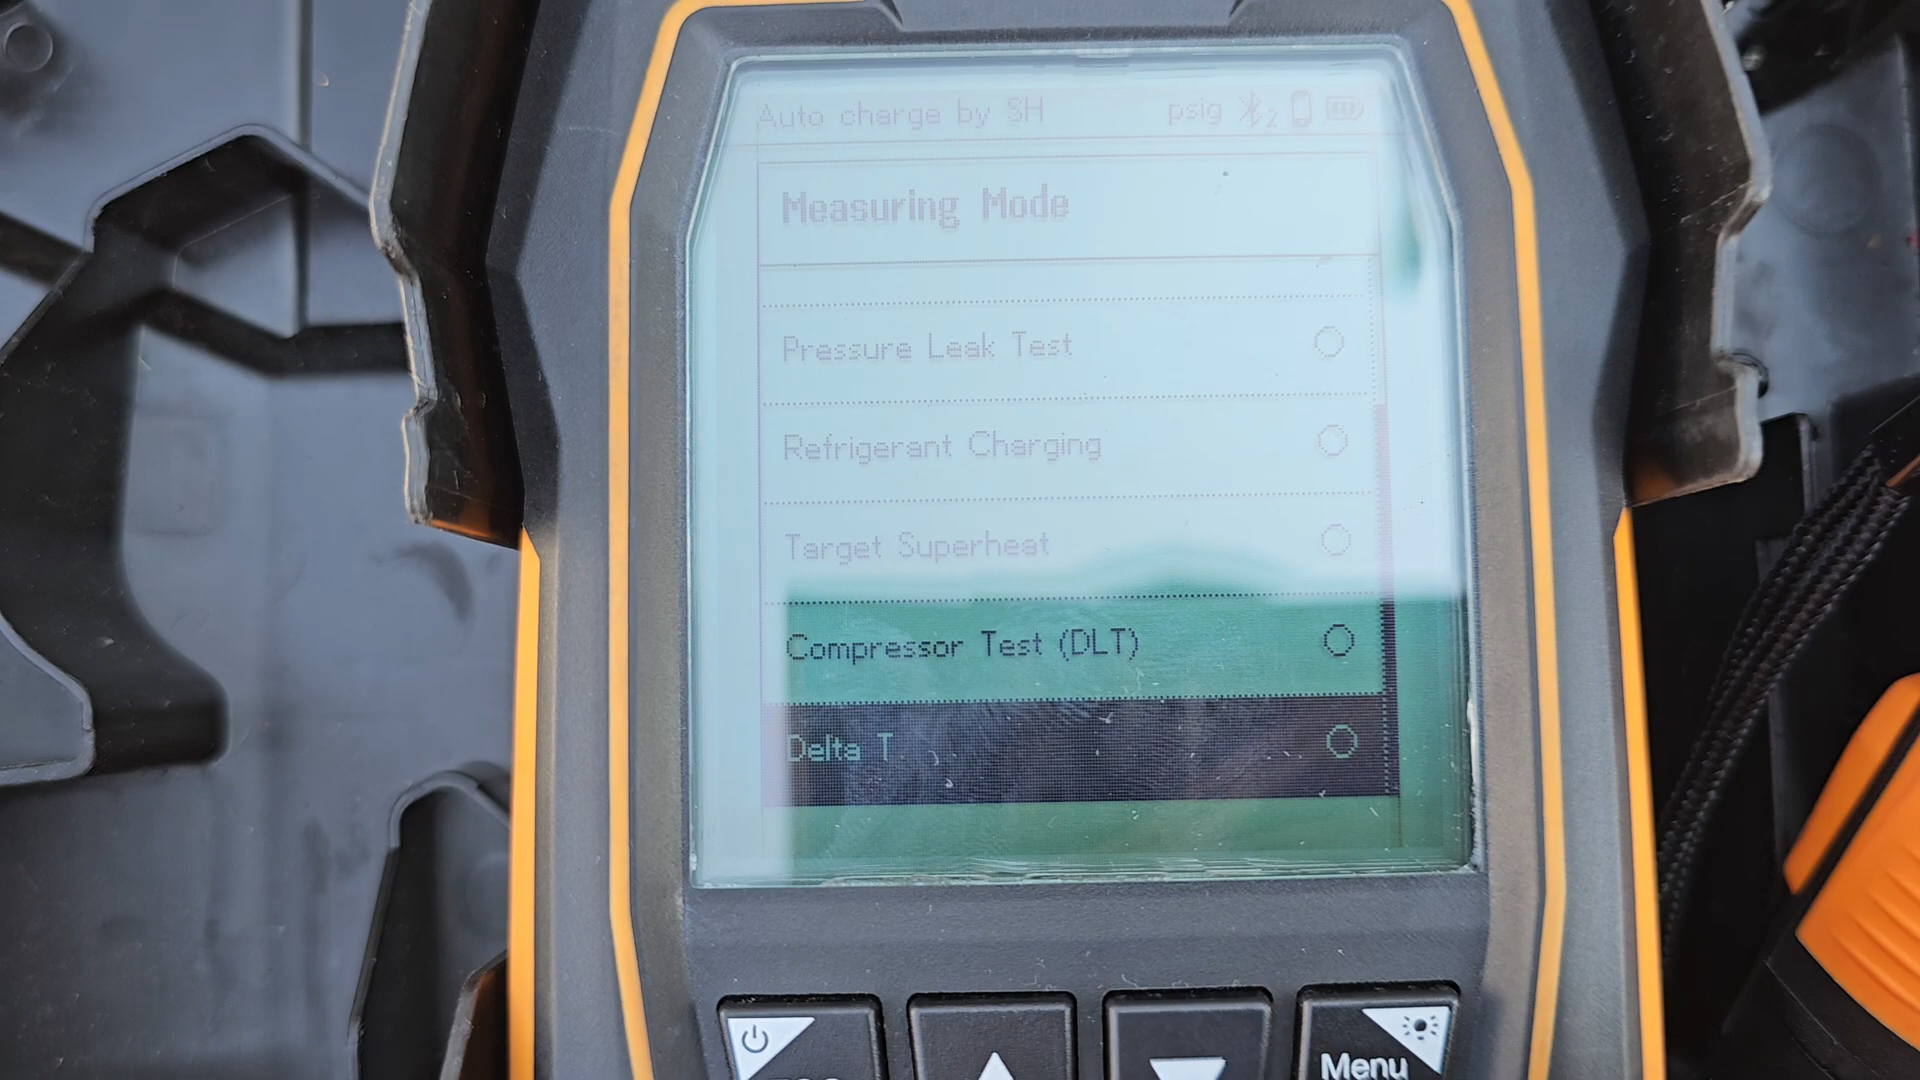 Auto charge by SH psig 2
Measuring Mode
Pressure Leak Test
Refrigerant Charging
Target Superheat
Compressor Test (DLT)
Delta T
Menu